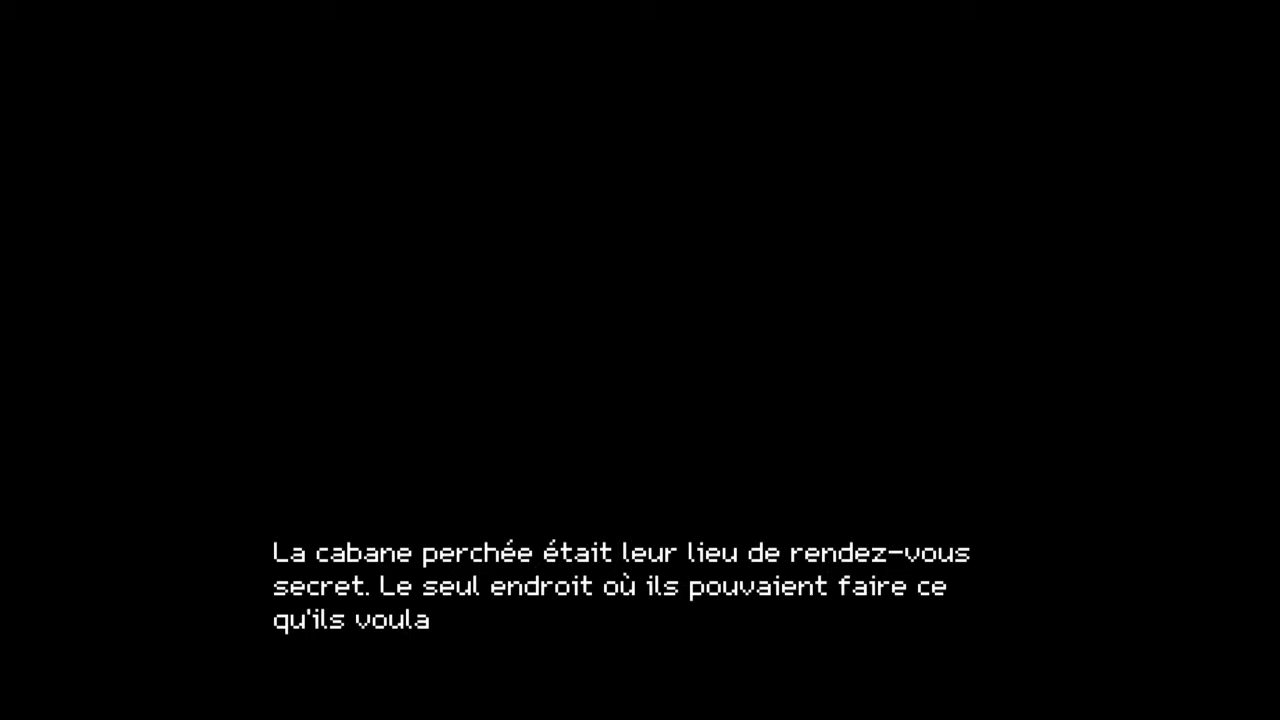 La cabane perchée était leur lieu de rendez-vous
secret. Le seul endroit où ils pouvaient faire ce
qu'ils voula